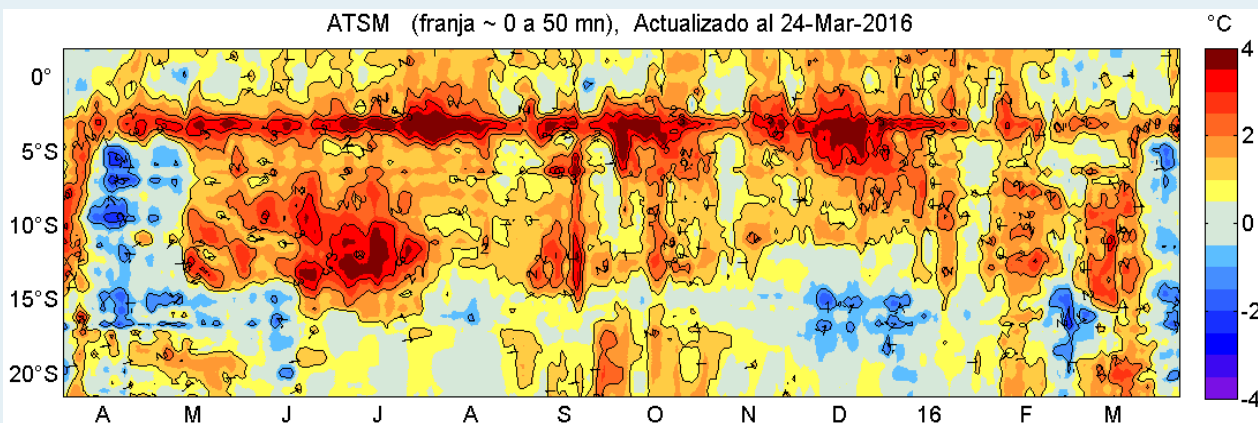 ATSM (franja ~ 0 a 50 mn), Actualizado al 24-Mar-2016
°C
0°
5°S
10°S
15°S
20°S
4
2
0
-2
-4
A M J J A S O N D 16 F M